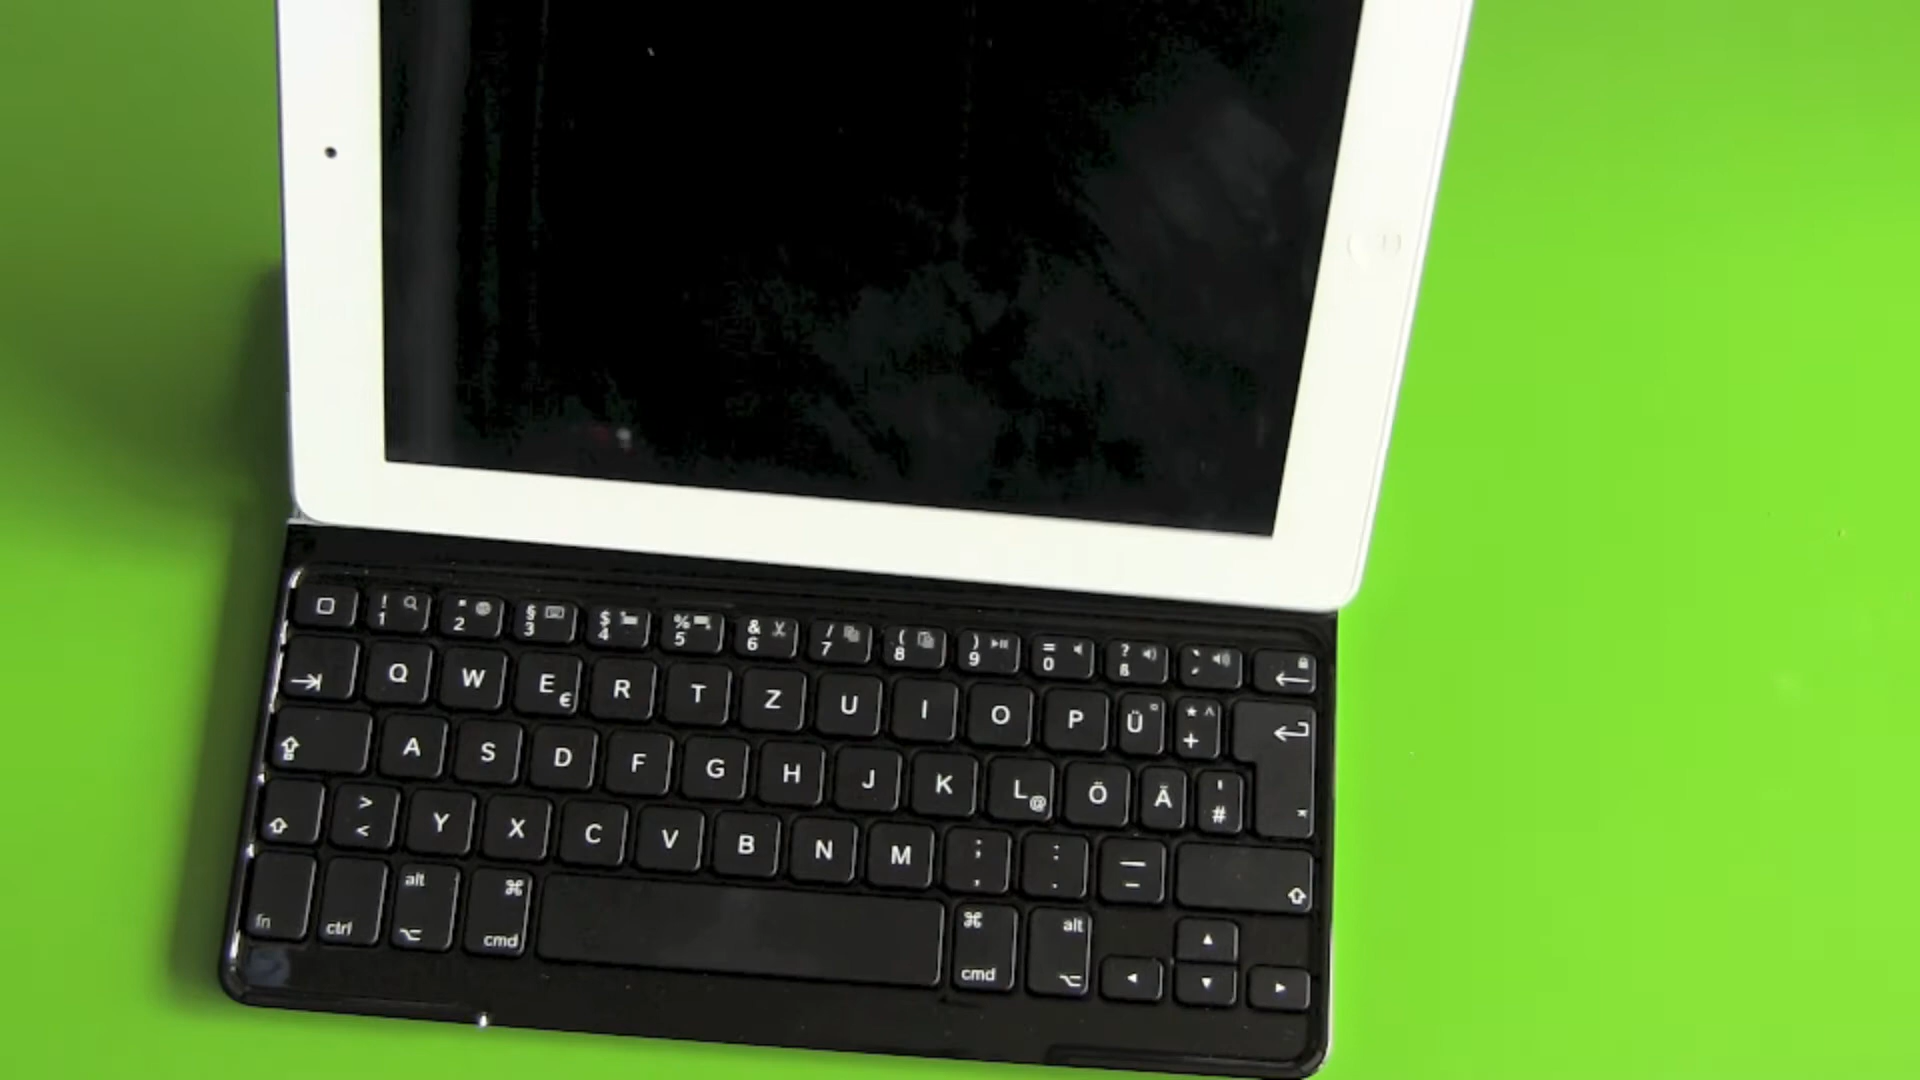 ! 1 " 2 § 3 $ 4 % 5 & 6 / 7 ( 8 ) 9 = 0 ? ß ` ´
Q W E € R T Z U I O P Ü ° * ^ +
A S D F G H J K L @ Ö Ä ' #
> < Y X C V B N M ; , : . — –
fn ctrl alt ⌥ ⌘ cmd ⌘ cmd alt ⌥